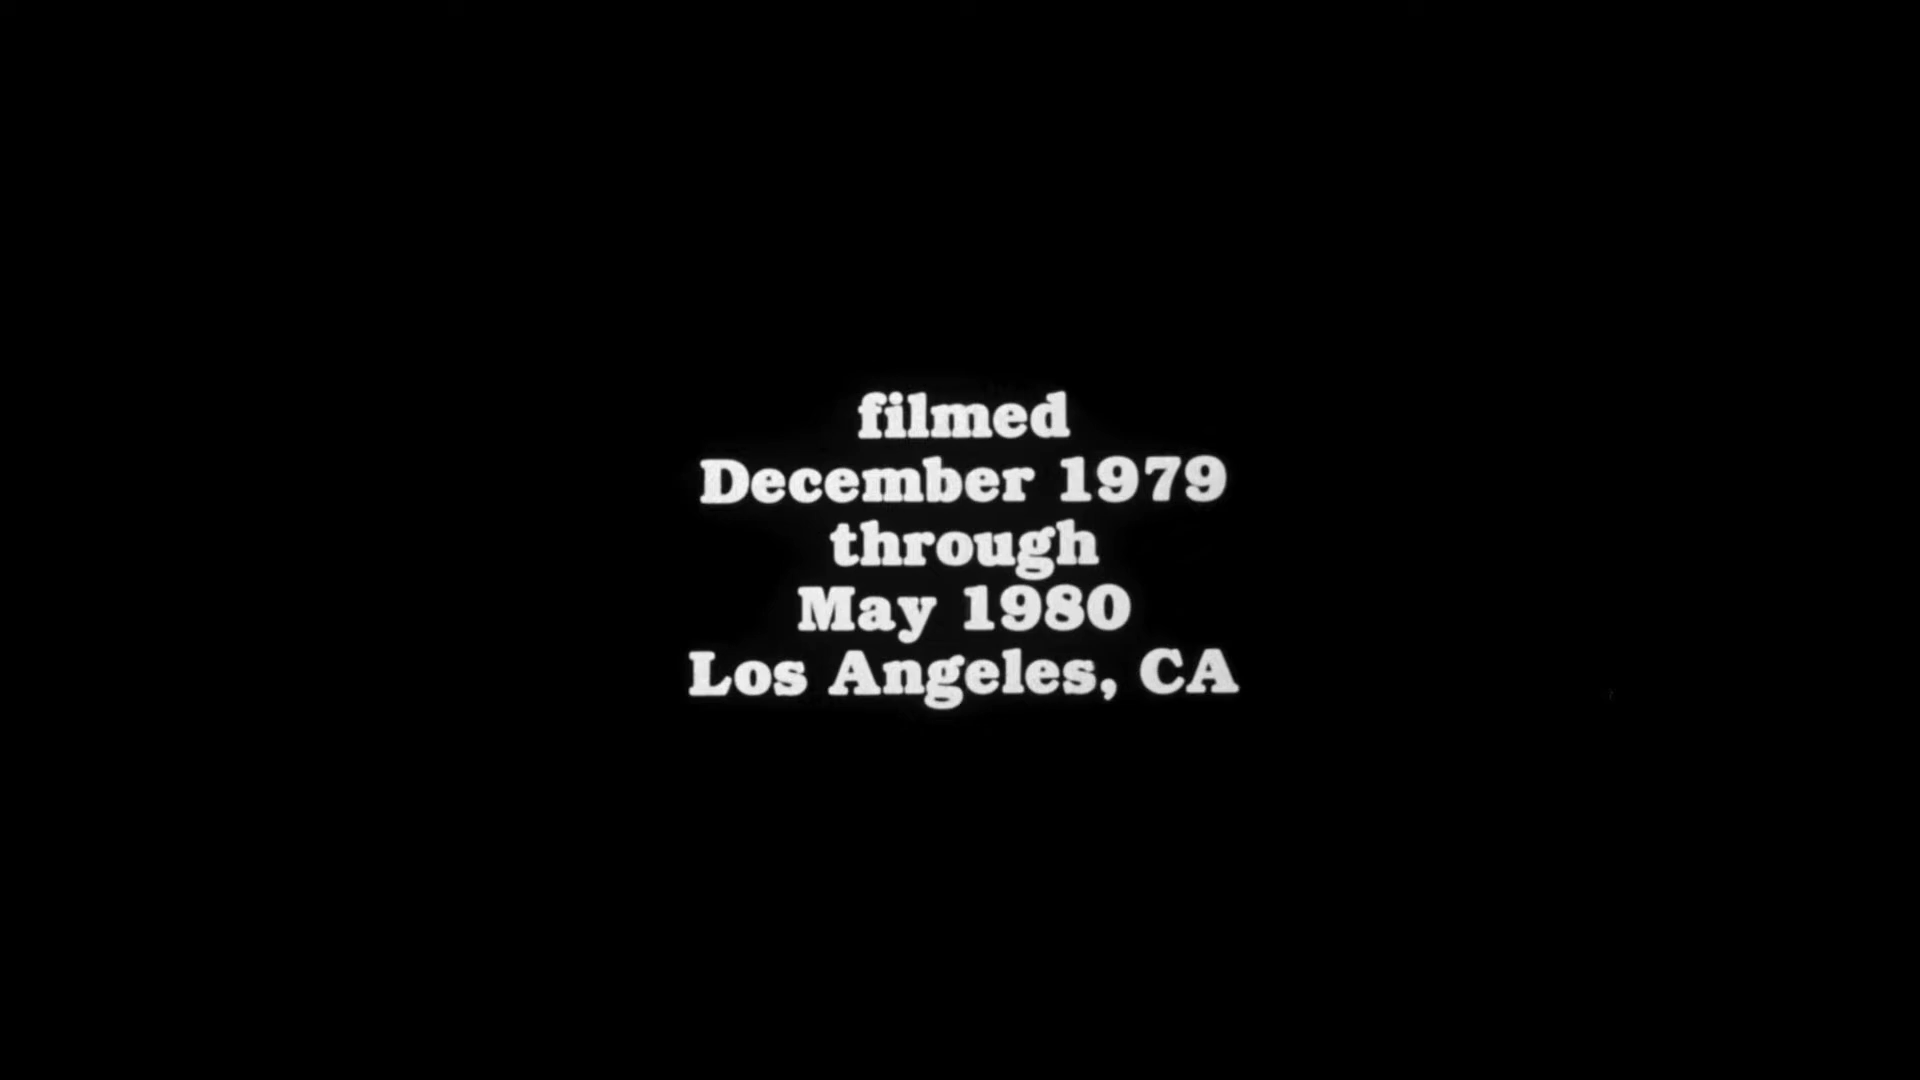 filmed
December 1979
through
May 1980
Los Angeles, CA